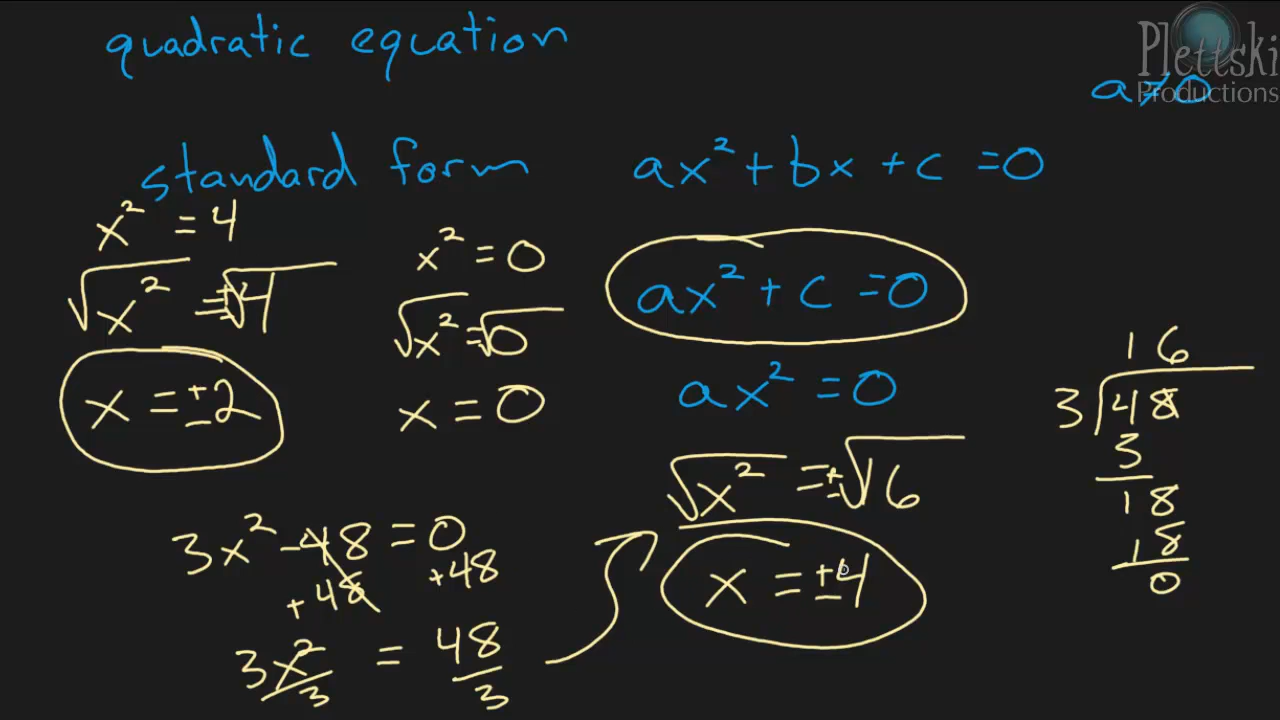 quadratic equation
Plettski
Productions
a≠0
standard form ax² + bx + c = 0
x² = 4
√x² = ±√4
x = ±2
x² = 0
√x² = √0
x = 0
ax² + c = 0
ax² = 0
√x² = ±√16
x = ±4
3x² - 48 = 0
+48 +48
3x² = 48
3 3
16
3 48
3
18
18
0